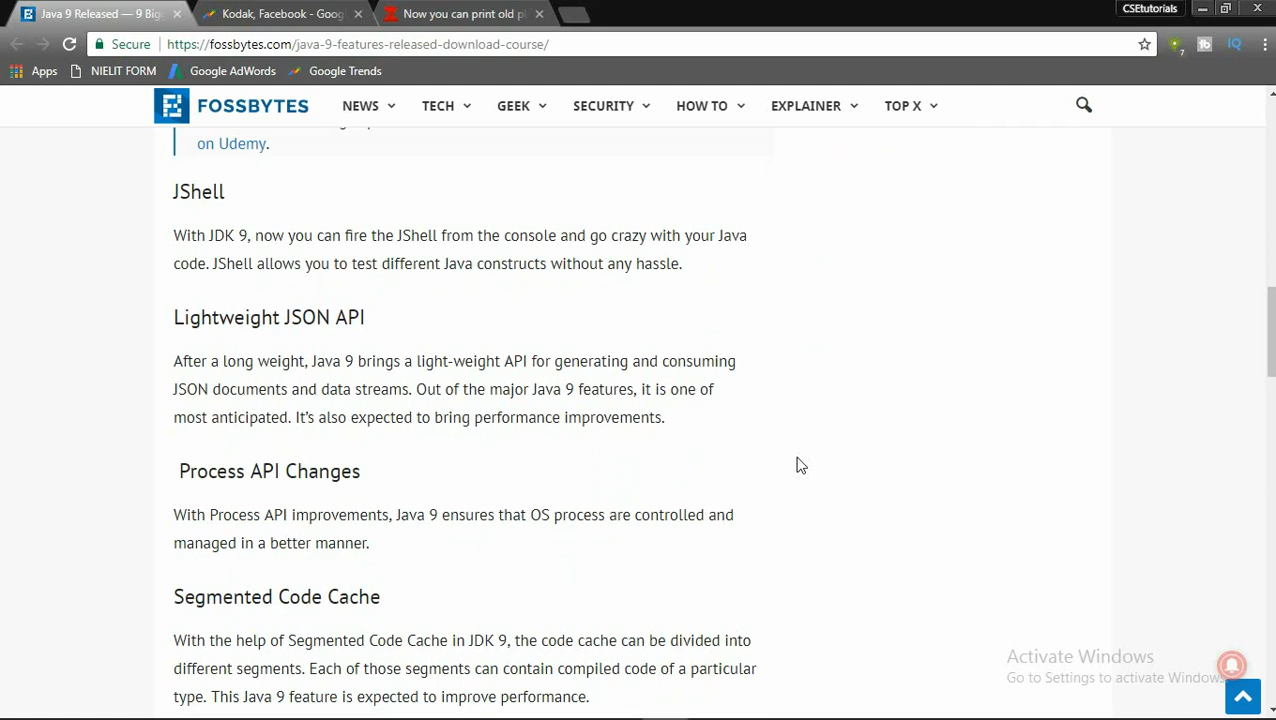 Java 9 Released — 9 Big
Kodak, Facebook - Goog
Now you can print old p
CSEtutorials
Secure
https://fossbytes.com/java-9-features-released-download-course/
7
IQ
Apps
NIELIT FORM
Google AdWords
Google Trends
FOSSBYTES
NEWS
TECH
GEEK
SECURITY
HOW TO
EXPLAINER
TOP X
on Udemy.
JShell
With JDK 9, now you can fire the JShell from the console and go crazy with your Java
code. JShell allows you to test different Java constructs without any hassle.
Lightweight JSON API
After a long weight, Java 9 brings a light-weight API for generating and consuming
JSON documents and data streams. Out of the major Java 9 features, it is one of
most anticipated. It's also expected to bring performance improvements.
Process API Changes
With Process API improvements, Java 9 ensures that OS process are controlled and
managed in a better manner.
Segmented Code Cache
With the help of Segmented Code Cache in JDK 9, the code cache can be divided into
different segments. Each of those segments can contain compiled code of a particular
type. This Java 9 feature is expected to improve performance.
Activate Windows
Go to Settings to activate Windows.